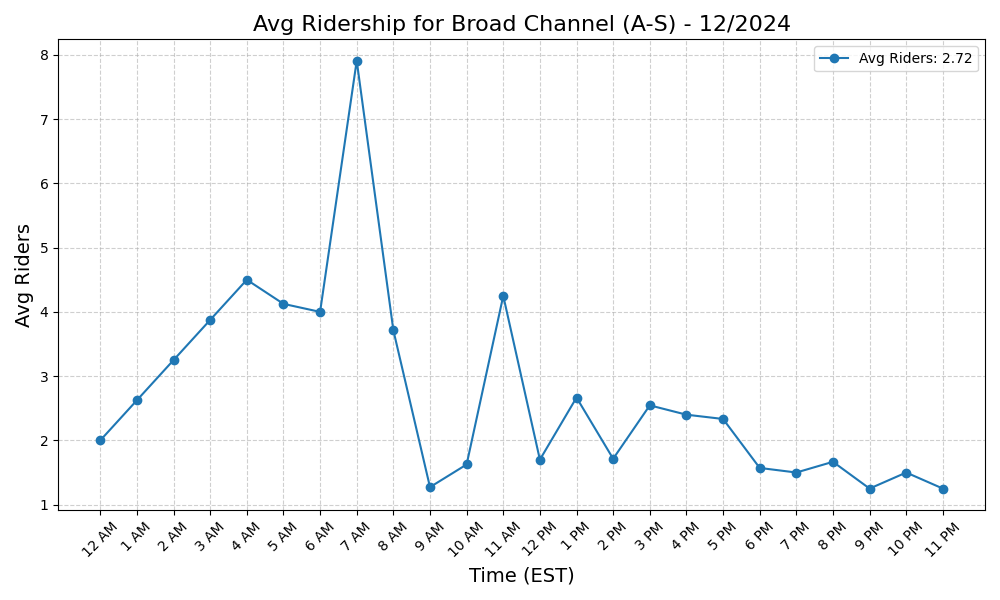 Avg Ridership for Broad Channel (A-S) - 12/2024
Avg Riders: 2.72
Avg Riders
8
7
6
5
4
3
2
1
12 AM
1 AM
2 AM
3 AM
4 AM
5 AM
6 AM
7 AM
8 AM
9 AM
10 AM
11 AM
12 PM
1 PM
2 PM
3 PM
4 PM
5 PM
6 PM
7 PM
8 PM
9 PM
10 PM
11 PM
Time (EST)